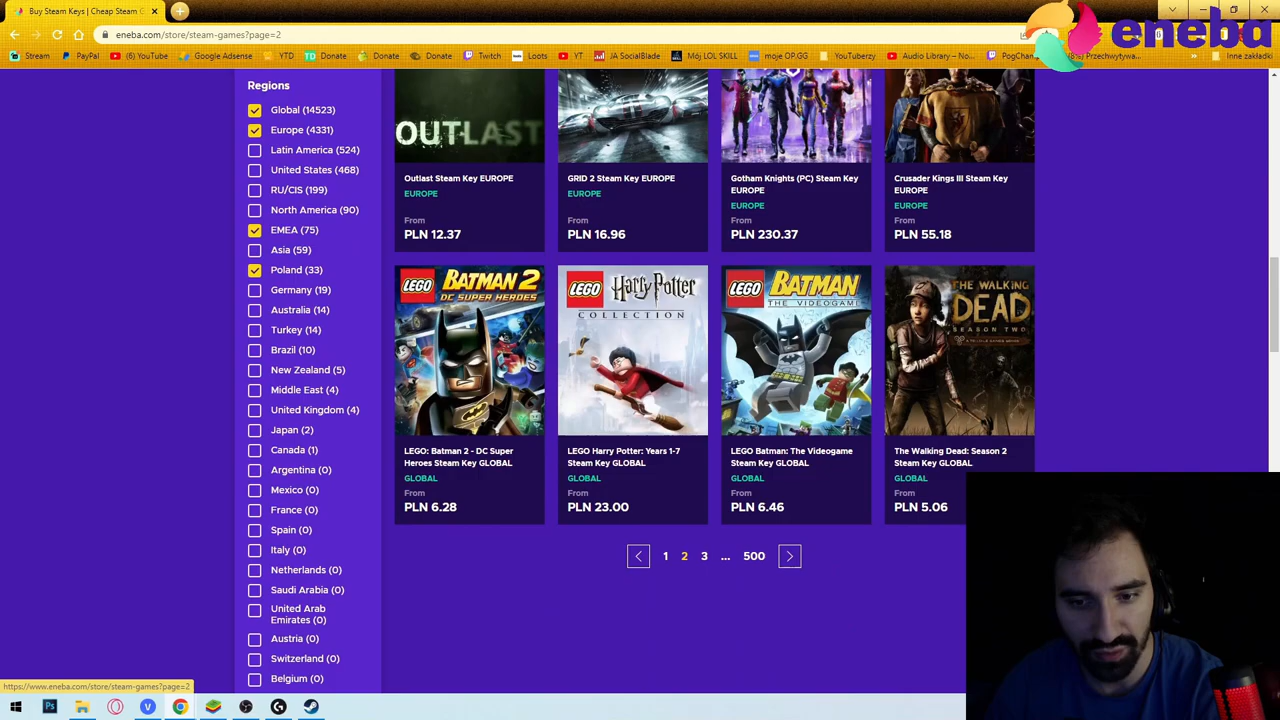 Buy Steam Keys | Cheap Steam G
eneba.com/store/steam-games?page=2
eneba
Stream
PayPal
(6) YouTube
Google Adsense
YTD
Donate
Donate
Donate
Twitch
Loots
YT
JA SocialBlade
Mój LOL SKILL
moje OP.GG
YouTuberzy
Audio Library – No...
PogChan
%) Przechwytywa...
»
Inne zakładki
Regions
Global (14523)
Europe (4331)
Latin America (524)
United States (468)
RU/CIS (199)
North America (90)
EMEA (75)
Asia (59)
Poland (33)
Germany (19)
Australia (14)
Turkey (14)
Brazil (10)
New Zealand (5)
Middle East (4)
United Kingdom (4)
Japan (2)
Canada (1)
Argentina (0)
Mexico (0)
France (0)
Spain (0)
Italy (0)
Netherlands (0)
Saudi Arabia (0)
United Arab
Emirates (0)
Austria (0)
Switzerland (0)
Belgium (0)
OUTLAST
Outlast Steam Key EUROPE
EUROPE
From
PLN 12.37
GRID 2 Steam Key EUROPE
EUROPE
From
PLN 16.96
Gotham Knights (PC) Steam Key
EUROPE
EUROPE
From
PLN 230.37
Crusader Kings III Steam Key
EUROPE
EUROPE
From
PLN 55.18
LEGO BATMAN 2
DC SUPER HEROES
LEGO: Batman 2 - DC Super
Heroes Steam Key GLOBAL
GLOBAL
From
PLN 6.28
LEGO Harry Potter
COLLECTION
LEGO Harry Potter: Years 1-7
Steam Key GLOBAL
GLOBAL
From
PLN 23.00
LEGO BATMAN
THE VIDEOGAME
LEGO Batman: The Videogame
Steam Key GLOBAL
GLOBAL
From
PLN 6.46
THE WALKING
DEAD
SEASON TWO
A TELLTALE GAMES SERIES
The Walking Dead: Season 2
Steam Key GLOBAL
GLOBAL
From
PLN 5.06
1 2 3 ... 500
https://www.eneba.com/store/steam-games?page=2
Ps